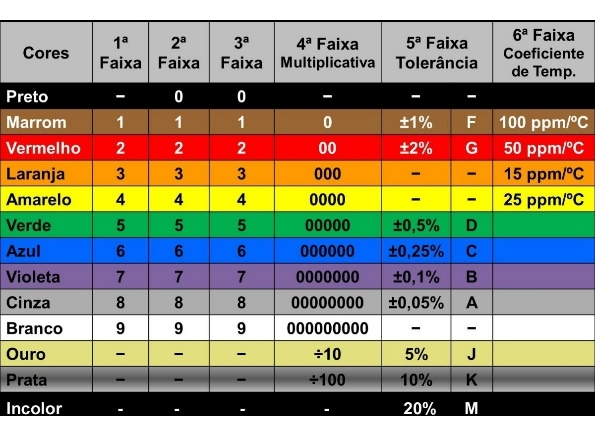 Cores 1ª Faixa 2ª Faixa 3ª Faixa 4ª Faixa Multiplicativa 5ª Faixa Tolerância 6ª Faixa Coeficiente de Temp.
Preto – 0 0 – – –
Marrom 1 1 1 0 ±1% F 100 ppm/ºC
Vermelho 2 2 2 00 ±2% G 50 ppm/ºC
Laranja 3 3 3 000 – – 15 ppm/ºC
Amarelo 4 4 4 0000 – – 25 ppm/ºC
Verde 5 5 5 00000 ±0,5% D
Azul 6 6 6 000000 ±0,25% C
Violeta 7 7 7 0000000 ±0,1% B
Cinza 8 8 8 00000000 ±0,05% A
Branco 9 9 9 000000000 – –
Ouro – – – ÷10 5% J
Prata – – – ÷100 10% K
Incolor - - - - 20% M